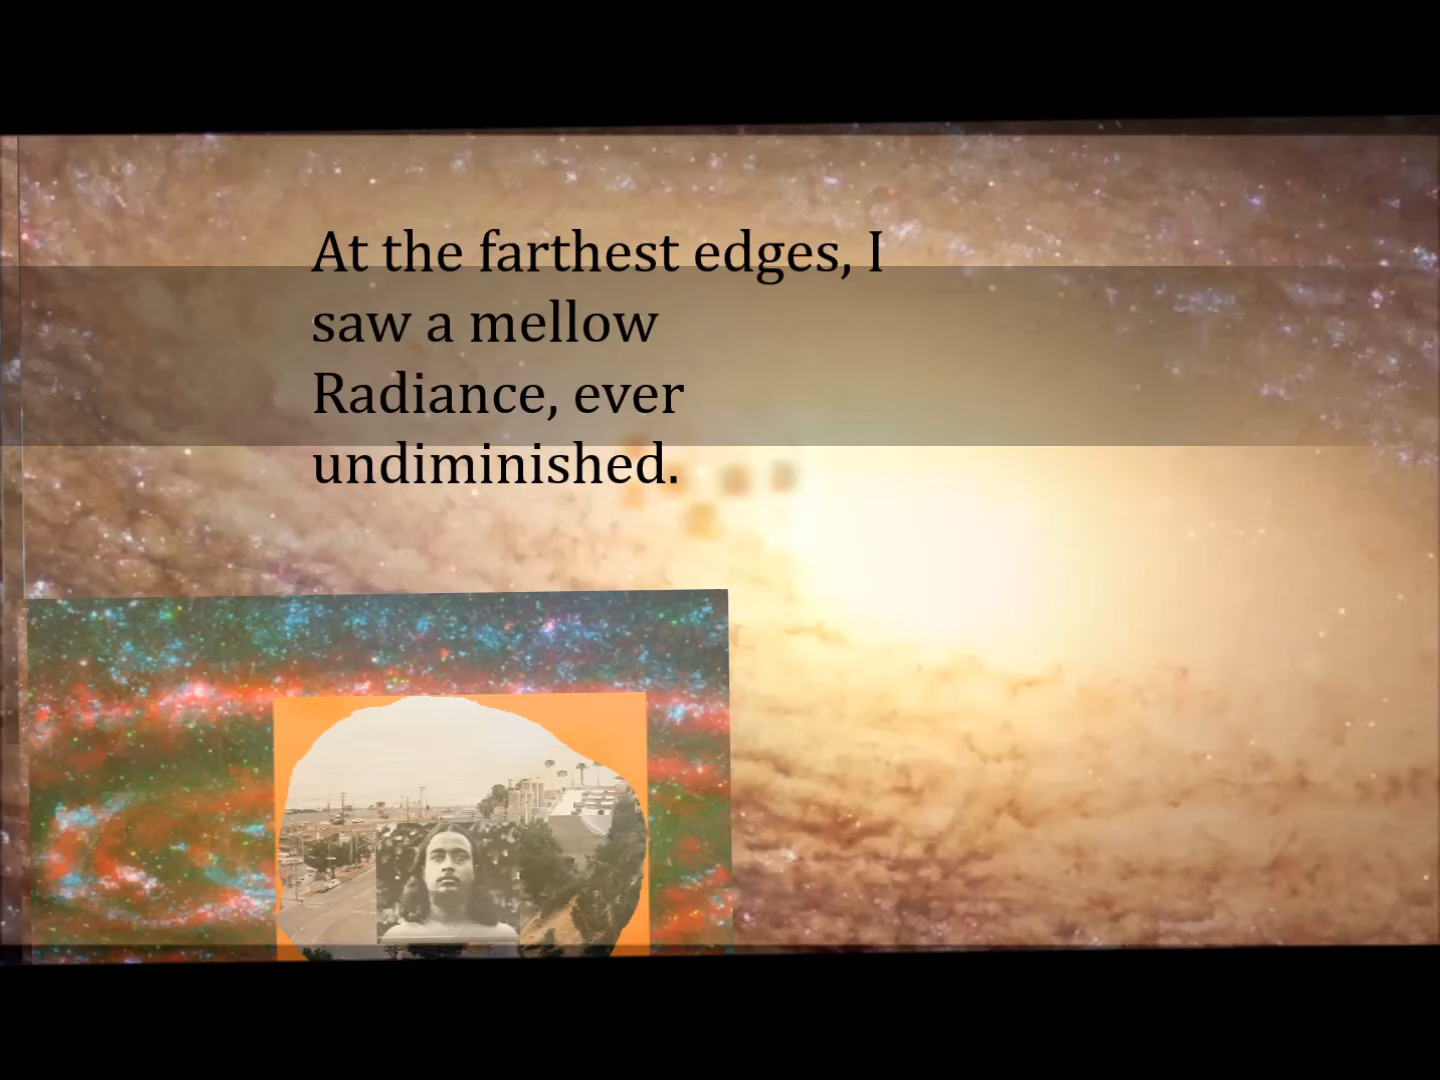 At the farthest edges, I
saw a mellow
Radiance, ever
undiminished.